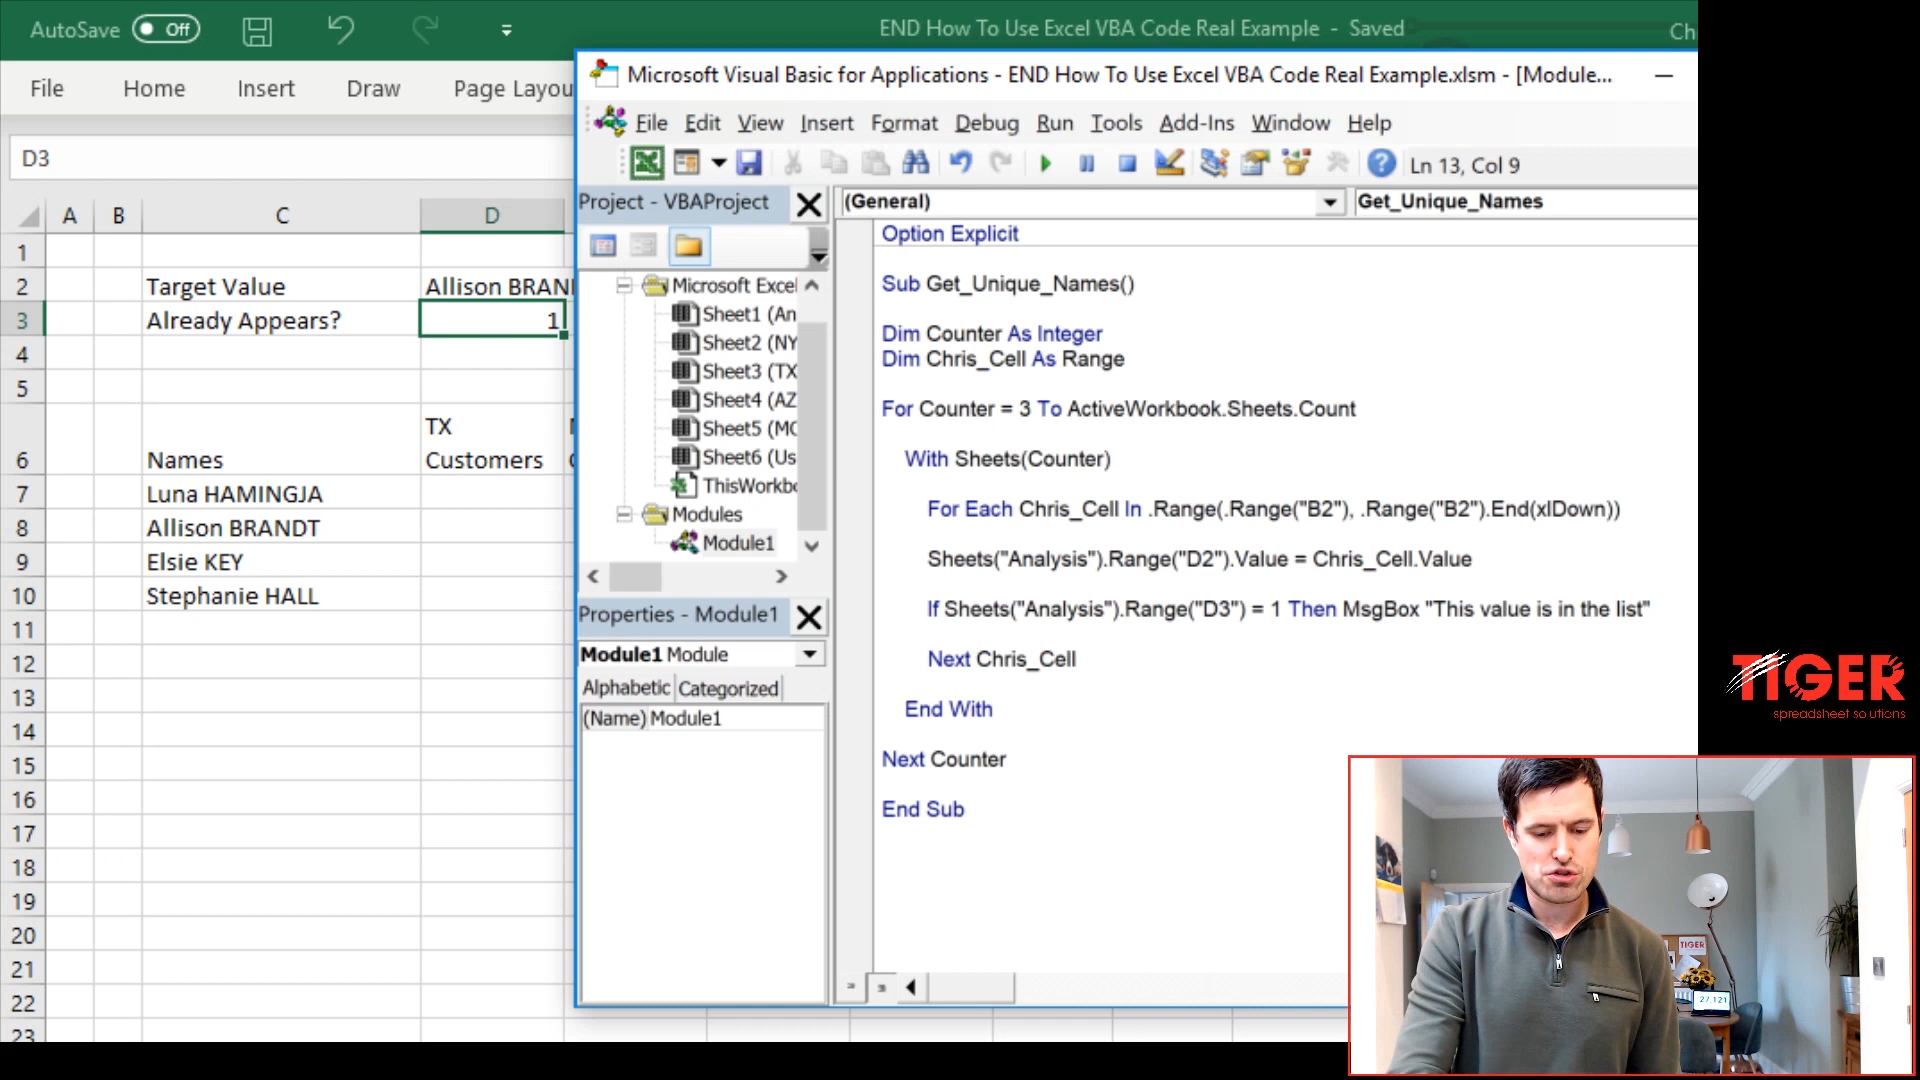 AutoSave Off
END How To Use Excel VBA Code Real Example - Saved
Ch
File Home Insert Draw Page Layou
Microsoft Visual Basic for Applications - END How To Use Excel VBA Code Real Example.xlsm - [Module...
File Edit View Insert Format Debug Run Tools Add-Ins Window Help
Ln 13, Col 9
D3
Project - VBAProject
(General)
Get_Unique_Names
A B C D
1
2 Target Value Allison BRAN
3 Already Appears? 1
4
5
TX
6 Names Customers
7 Luna HAMINGJA
8 Allison BRANDT
9 Elsie KEY
10 Stephanie HALL
11
12
13
14
15
16
17
18
19
20
21
22
23
Microsoft Excel
Sheet1 (An
Sheet2 (NY
Sheet3 (TX
Sheet4 (AZ
Sheet5 (MC
Sheet6 (Us
ThisWorkb
Modules
Module1
Properties - Module1
Module1 Module
Alphabetic Categorized
(Name) Module1
Option Explicit
Sub Get_Unique_Names()
Dim Counter As Integer
Dim Chris_Cell As Range
For Counter = 3 To ActiveWorkbook.Sheets.Count
With Sheets(Counter)
For Each Chris_Cell In .Range(.Range("B2"), .Range("B2").End(xlDown))
Sheets("Analysis").Range("D2").Value = Chris_Cell.Value
If Sheets("Analysis").Range("D3") = 1 Then MsgBox "This value is in the list"
Next Chris_Cell
End With
Next Counter
End Sub
TIGER
spreadsheet solutions
TIGER
27,121